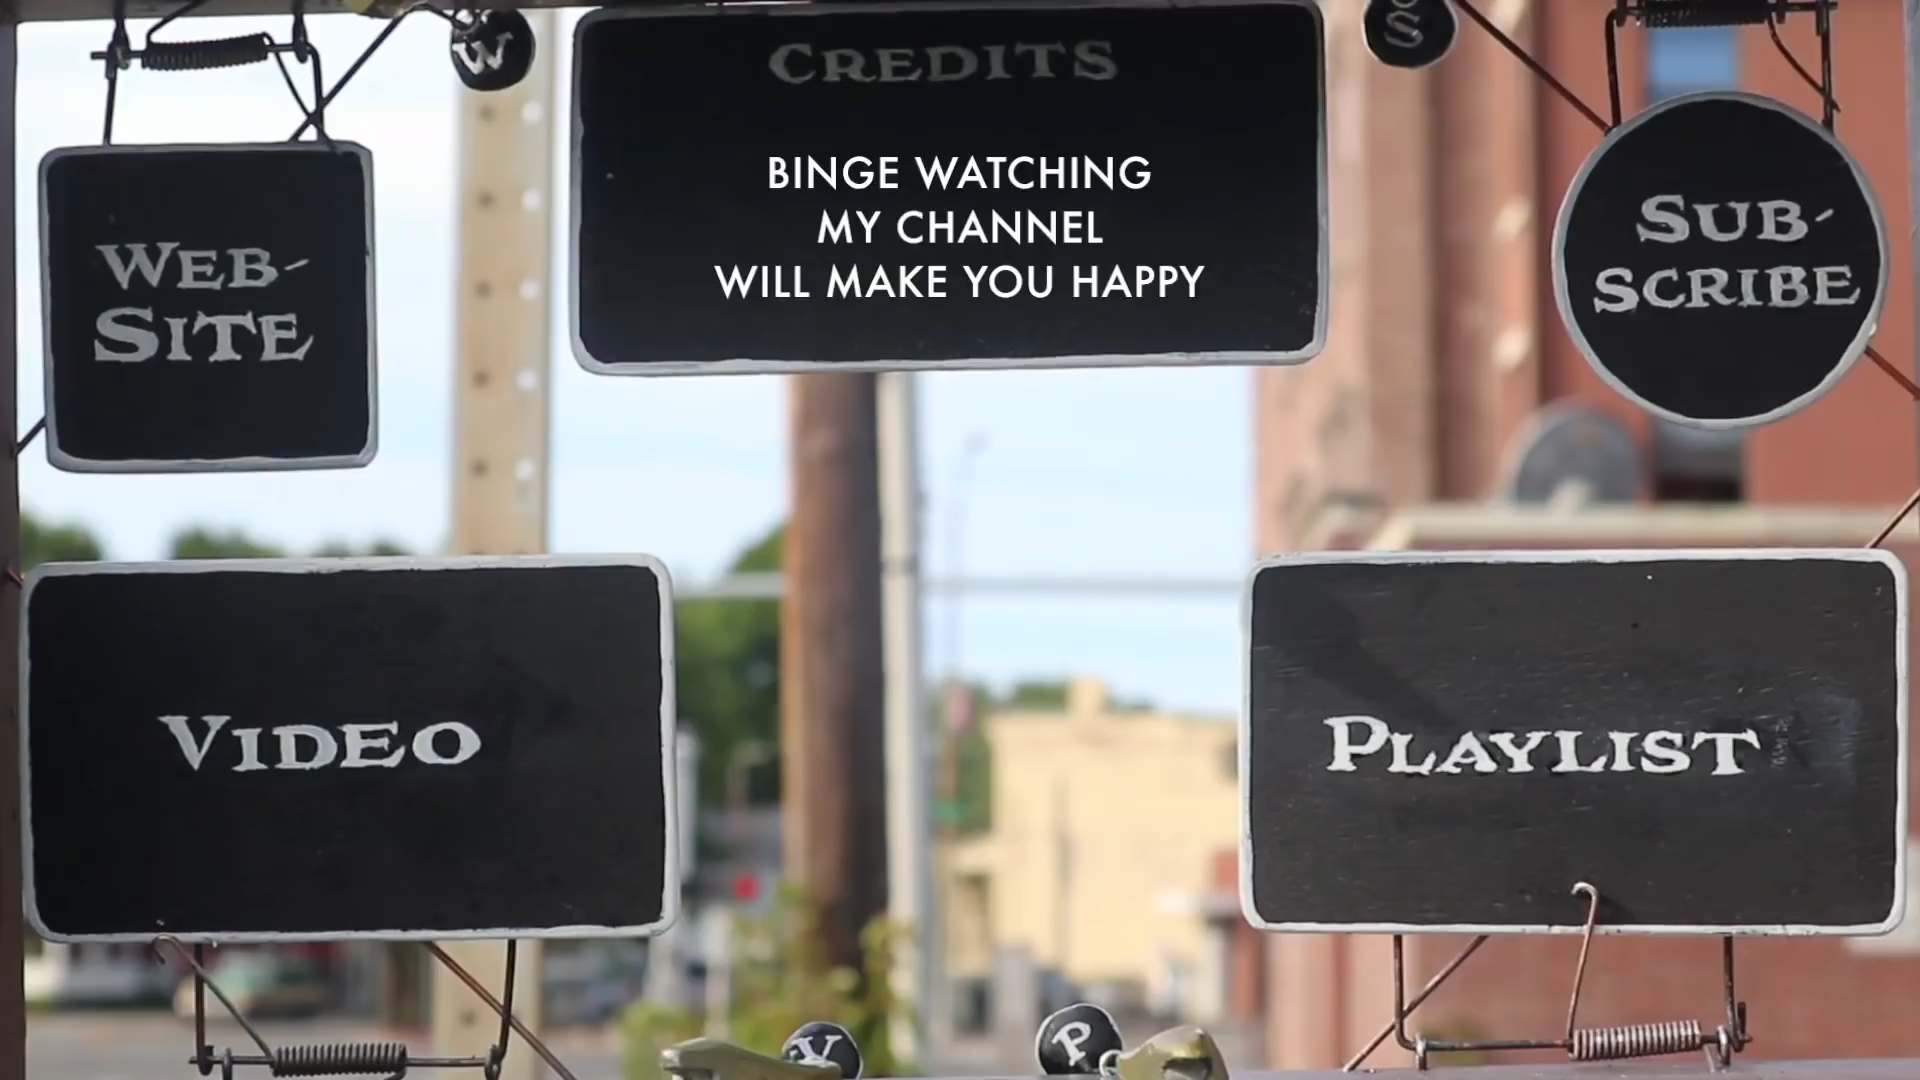 W
CREDITS
S
BINGE WATCHING
MY CHANNEL
WILL MAKE YOU HAPPY
WEB-
SITE
SUB-
SCRIBE
VIDEO
PLAYLIST
V
P